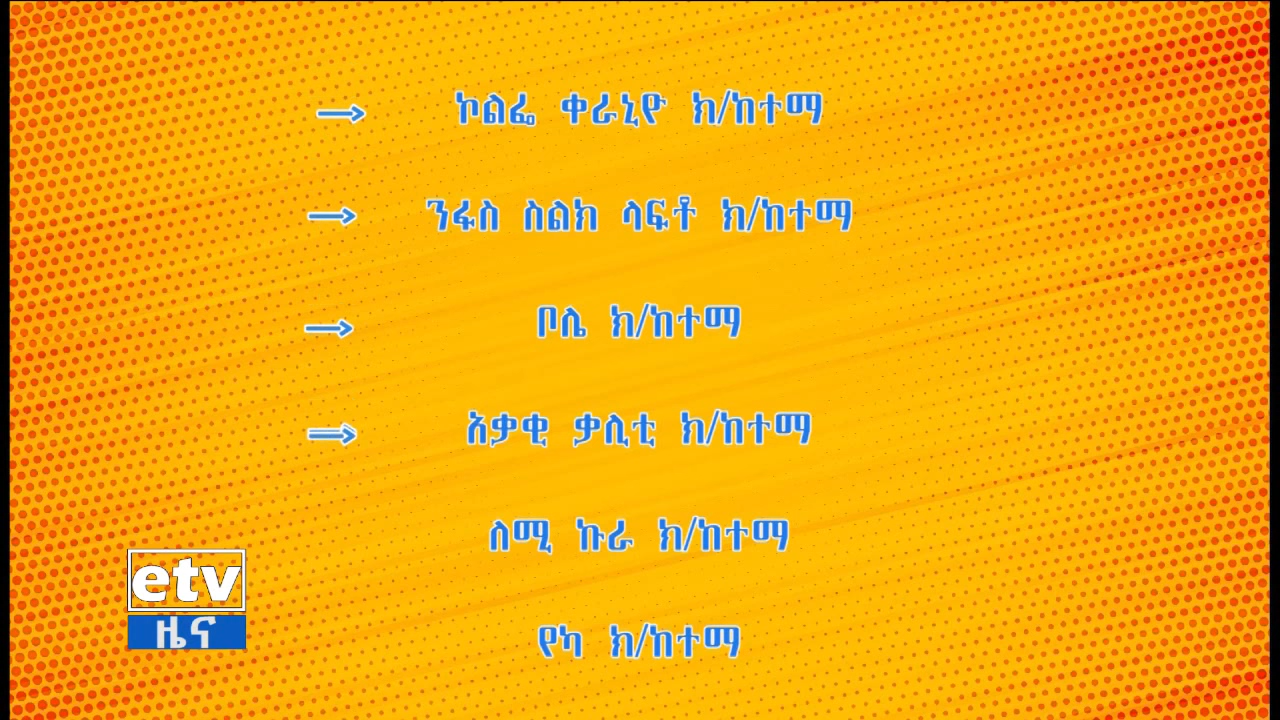 → ኮልፌ ቀራኒዮ ክ/ከተማ
→ ንፋስ ስልክ ላፍቶ ክ/ከተማ
→ ቦሌ ክ/ከተማ
→ አቃቂ ቃሊቲ ክ/ከተማ
ለሚ ኩራ ክ/ከተማ
የካ ክ/ከተማ
etv
ዜና